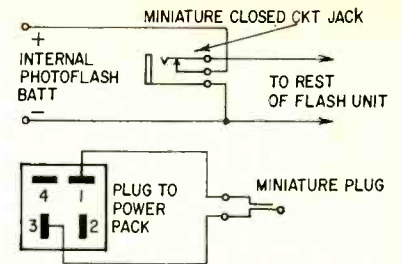 MINIATURE CLOSED CKT JACK
+
INTERNAL
PHOTOFLASH
BATT
TO REST
OF FLASH UNIT
−
4 1
3 2
PLUG TO
POWER
PACK
MINIATURE PLUG